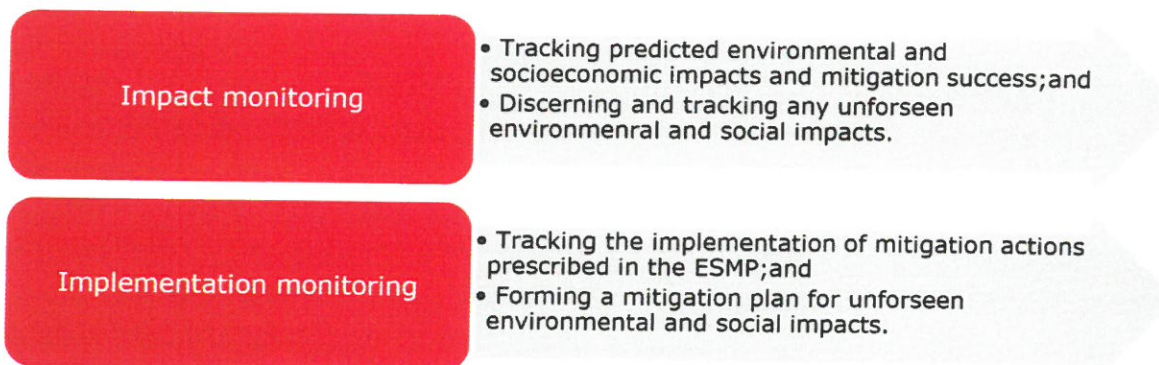 Impact monitoring
• Tracking predicted environmental and
socioeconomic impacts and mitigation success;and
• Discerning and tracking any unforseen
environmenral and social impacts.
Implementation monitoring
• Tracking the implementation of mitigation actions
prescribed in the ESMP;and
• Forming a mitigation plan for unforseen
environmental and social impacts.